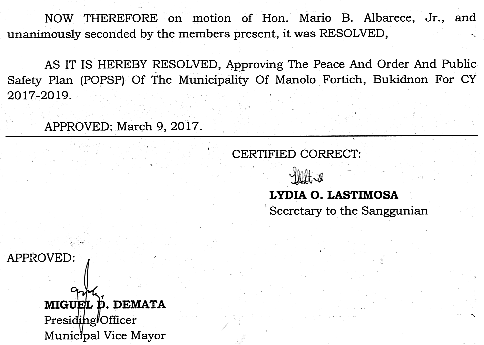 NOW THEREFORE on motion of Hon. Mario B. Albarece, Jr., and
unanimously seconded by the members present, it was RESOLVED,
AS IT IS HEREBY RESOLVED, Approving The Peace And Order And Public
Safety Plan (POPSP) Of The Municipality Of Manolo Fortich, Bukidnon For CY
2017-2019.
APPROVED: March 9, 2017.
CERTIFIED CORRECT:
LYDIA O. LASTIMOSA
Secretary to the Sanggunian
APPROVED:
MIGUEL D. DEMATA
Presiding Officer
Municipal Vice Mayor